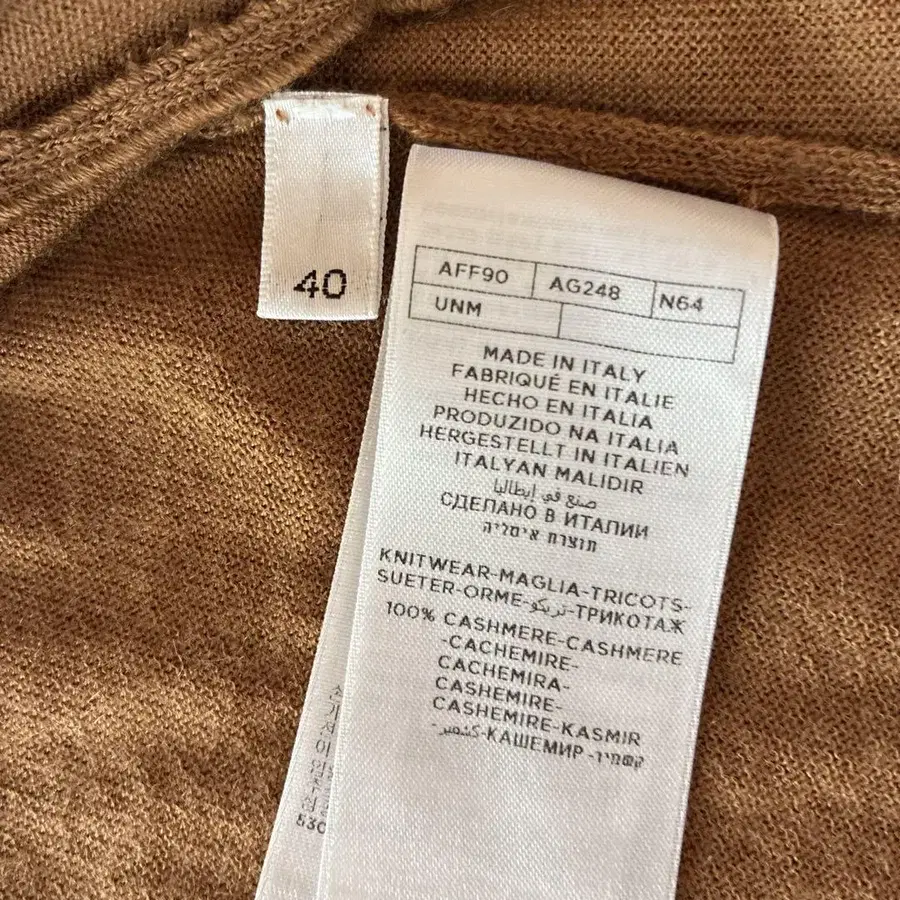 40
AFF90 AG248 N64
UNM
MADE IN ITALY
FABRIQUÉ EN ITALIE
HECHO EN ITALIA
PRODUZIDO NA ITALIA
HERGESTELLT IN ITALIEN
ITALYAN MALIDIR
صنع في إيطاليا
СДЕЛАНО В ИТАЛИИ
תוצרת איטליה
KNITWEAR-MAGLIA-TRICOTS-
SUETER-ORME-تريكو-ТРИКОТАЖ
100% CASHMERE-CASHMERE
-CACHEMIRE-
CACHEMIRA-
CASHEMIRE-
CASHEMIRE-KASMIR
-كشمير-КАШЕМИР -קשמיר